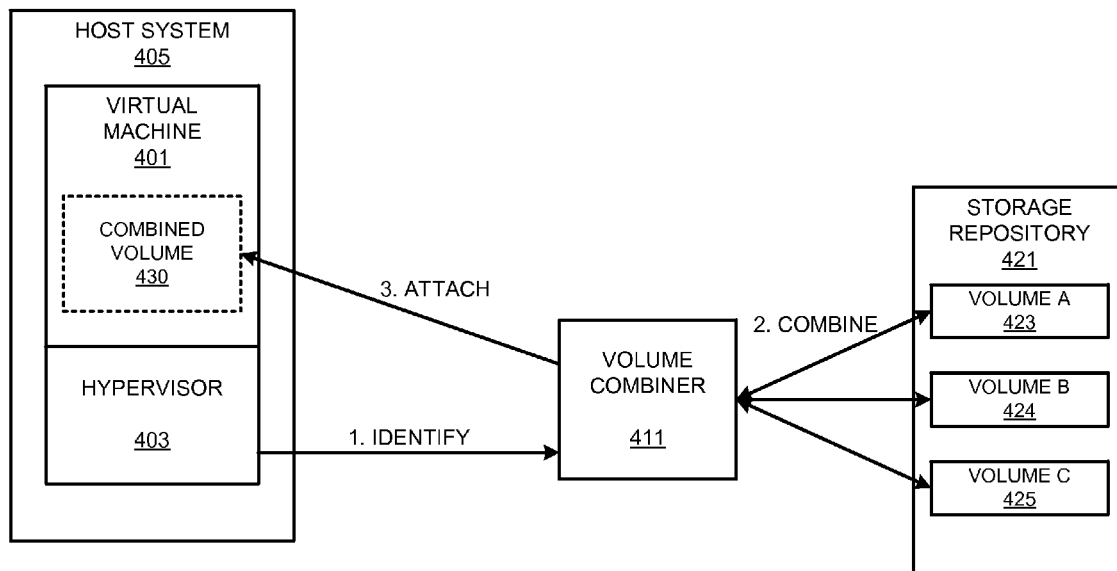 HOST SYSTEM
405
VIRTUAL
MACHINE
401
COMBINED
VOLUME
430
HYPERVISOR
403
3. ATTACH
1. IDENTIFY
VOLUME
COMBINER
411
2. COMBINE
STORAGE
REPOSITORY
421
VOLUME A
423
VOLUME B
424
VOLUME C
425